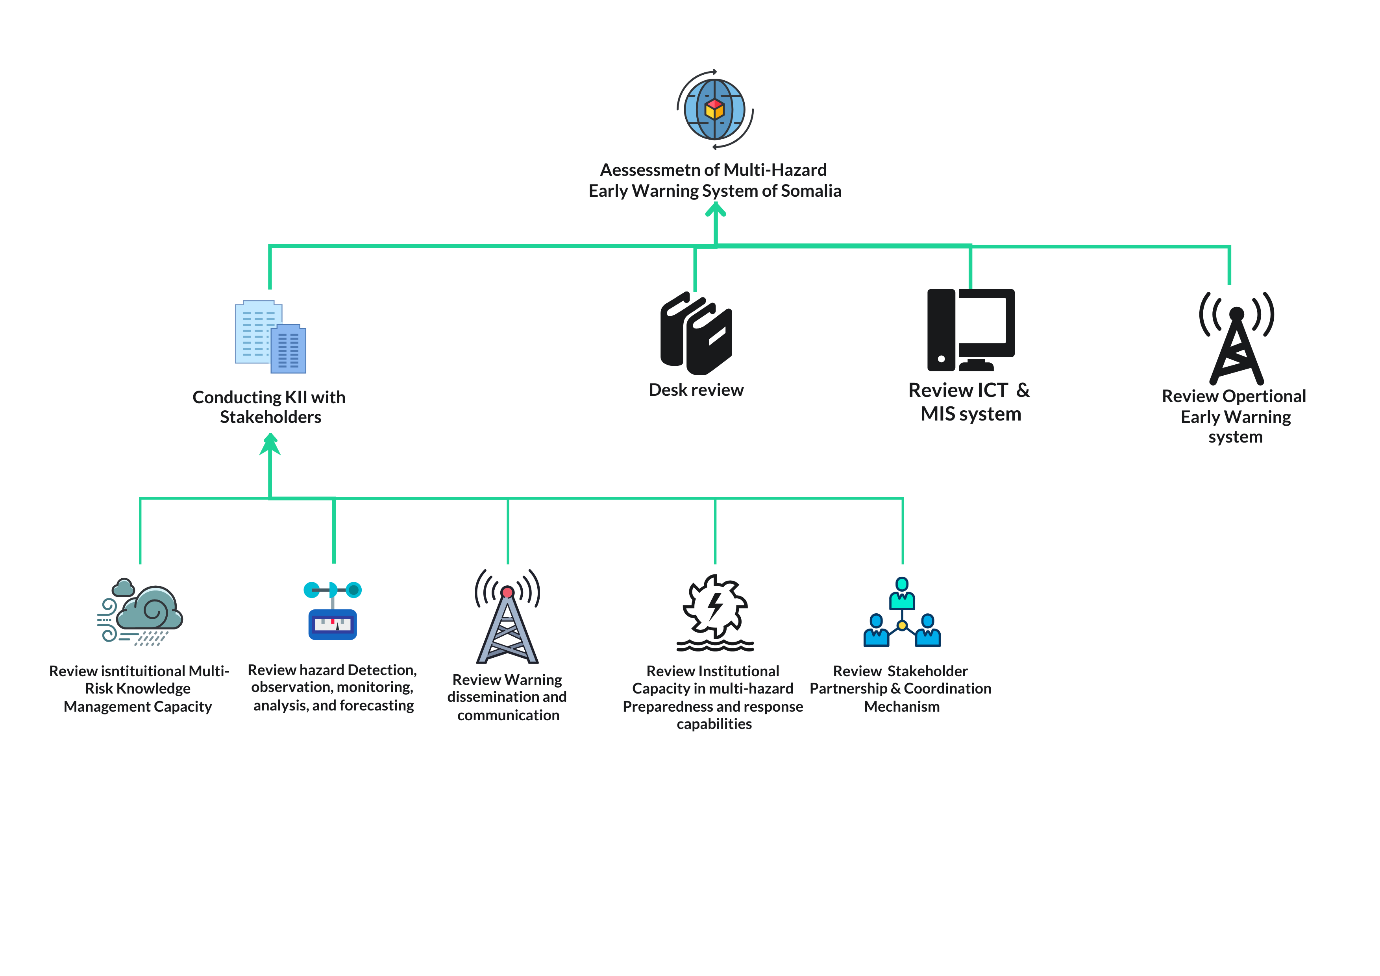 Aessessmetn of Multi-Hazard
Early Warning System of Somalia
Conducting KII with
Stakeholders
Desk review
Review ICT &
MIS system
Review Opertional
Early Warning
system
Review isntituitional Multi-
Risk Knowledge
Management Capacity
Review hazard Detection,
observation, monitoring,
analysis, and forecasting
Review Warning
dissemination and
communication
Review Institutional
Capacity in multi-hazard
Preparedness and response
capabilities
Review Stakeholder
Partnership & Coordination
Mechanism